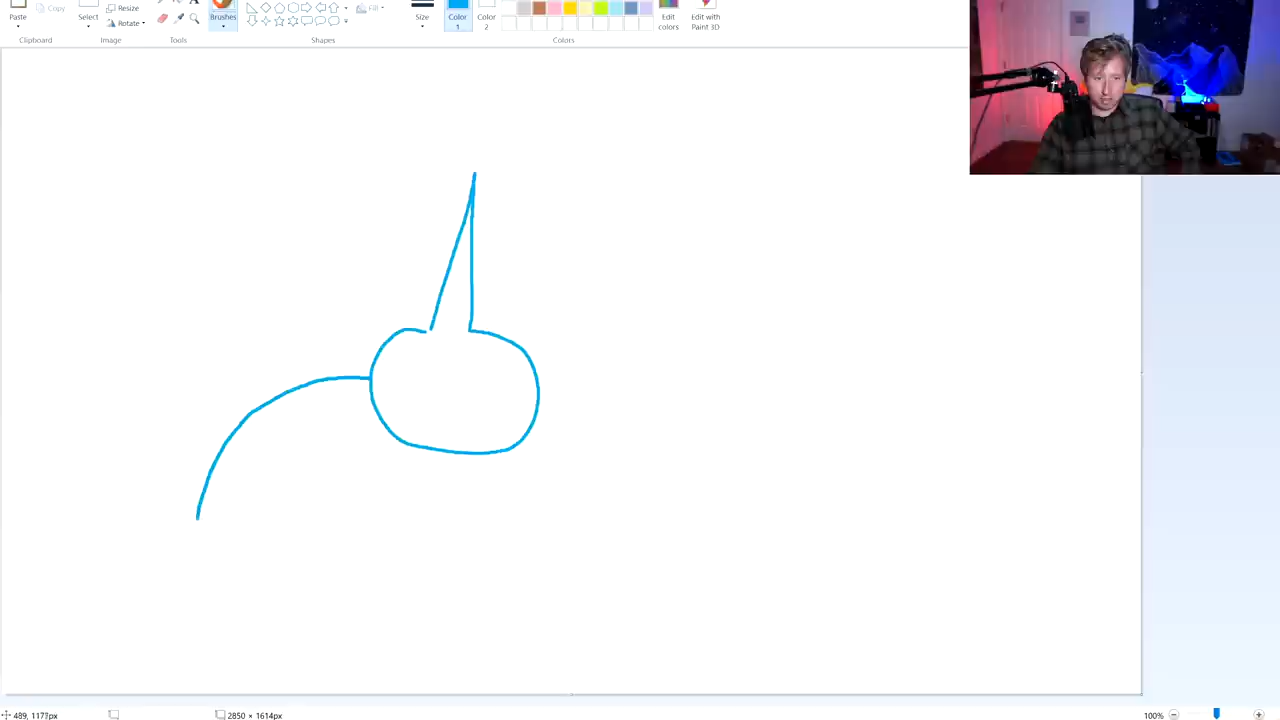 Paste
Copy
Select
Resize
Rotate
Brushes
Size
Fill
Color
1
Color
2
Edit
colors
Edit with
Paint 3D
Clipboard
Image
Tools
Shapes
Colors
489, 1177px
2850 × 1614px
100%